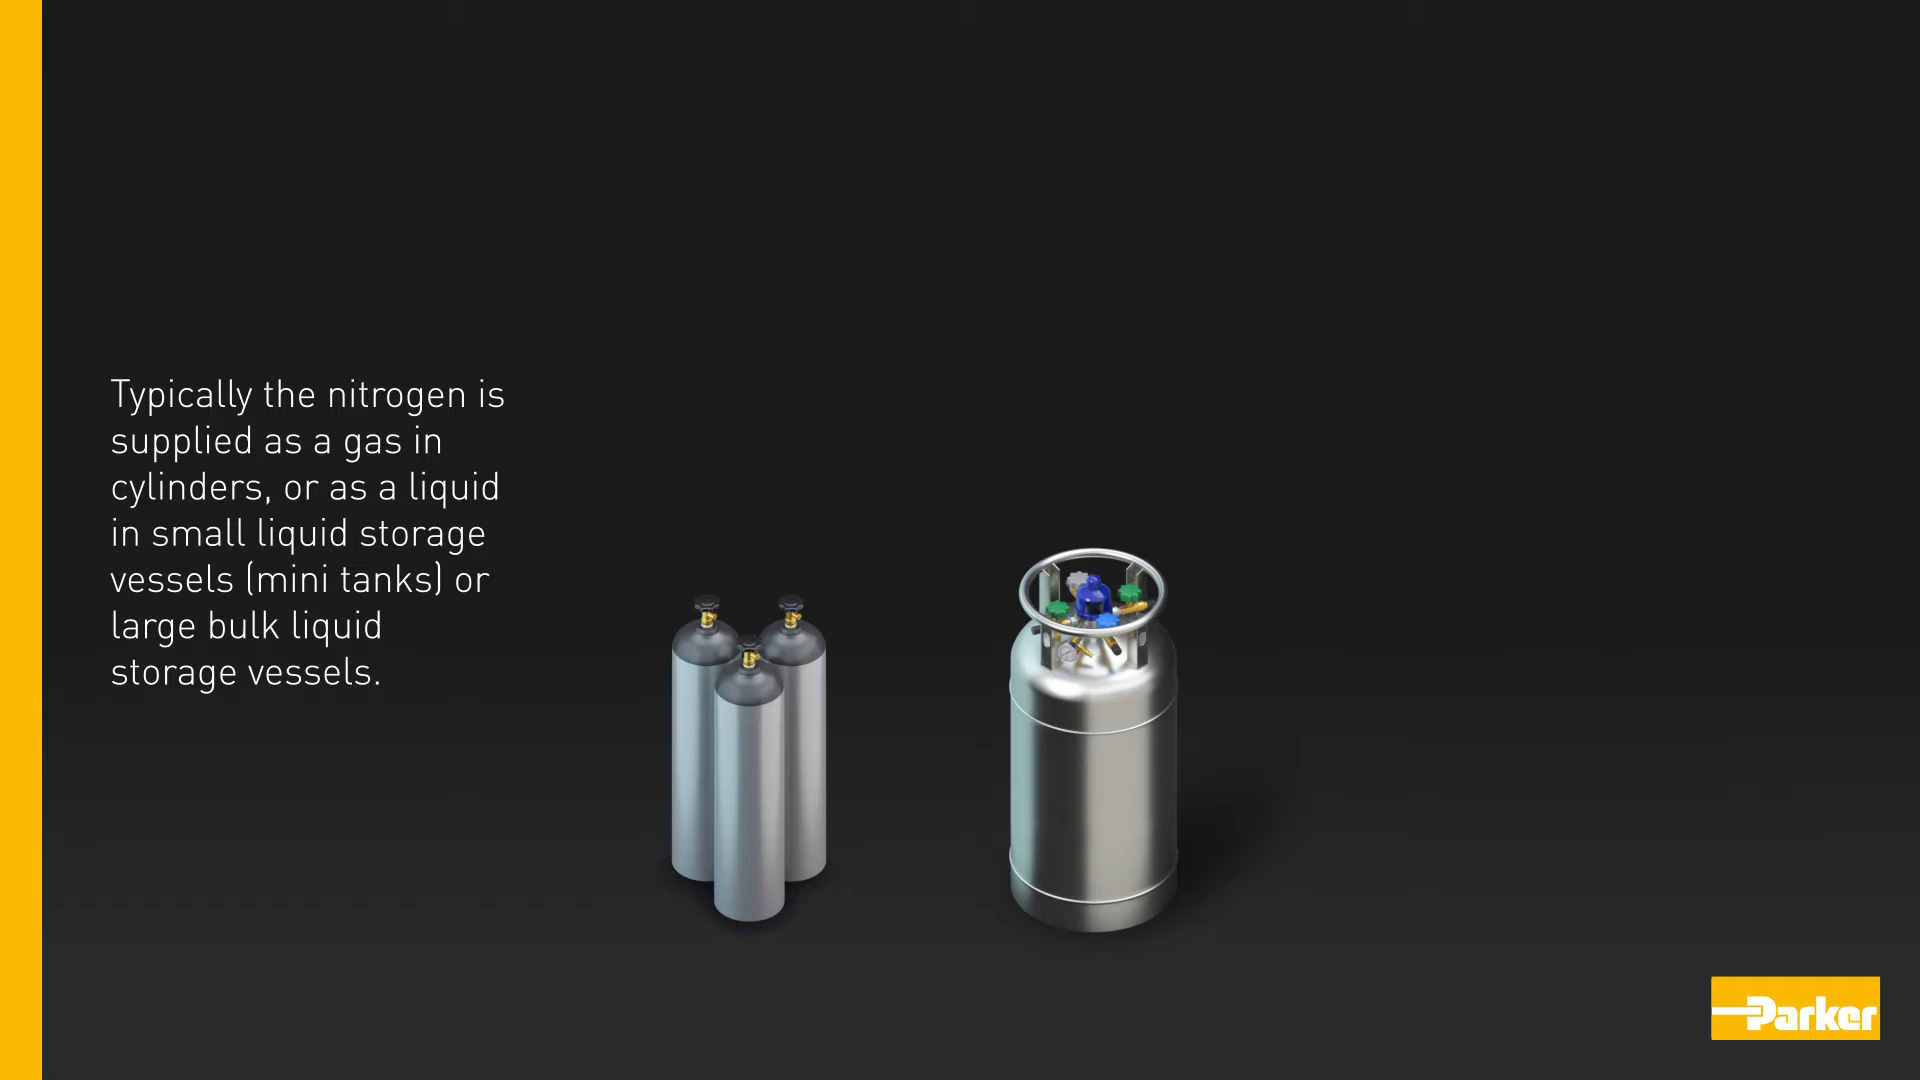 Typically the nitrogen is
supplied as a gas in
cylinders, or as a liquid
in small liquid storage
vessels (mini tanks) or
large bulk liquid
storage vessels.
Parker